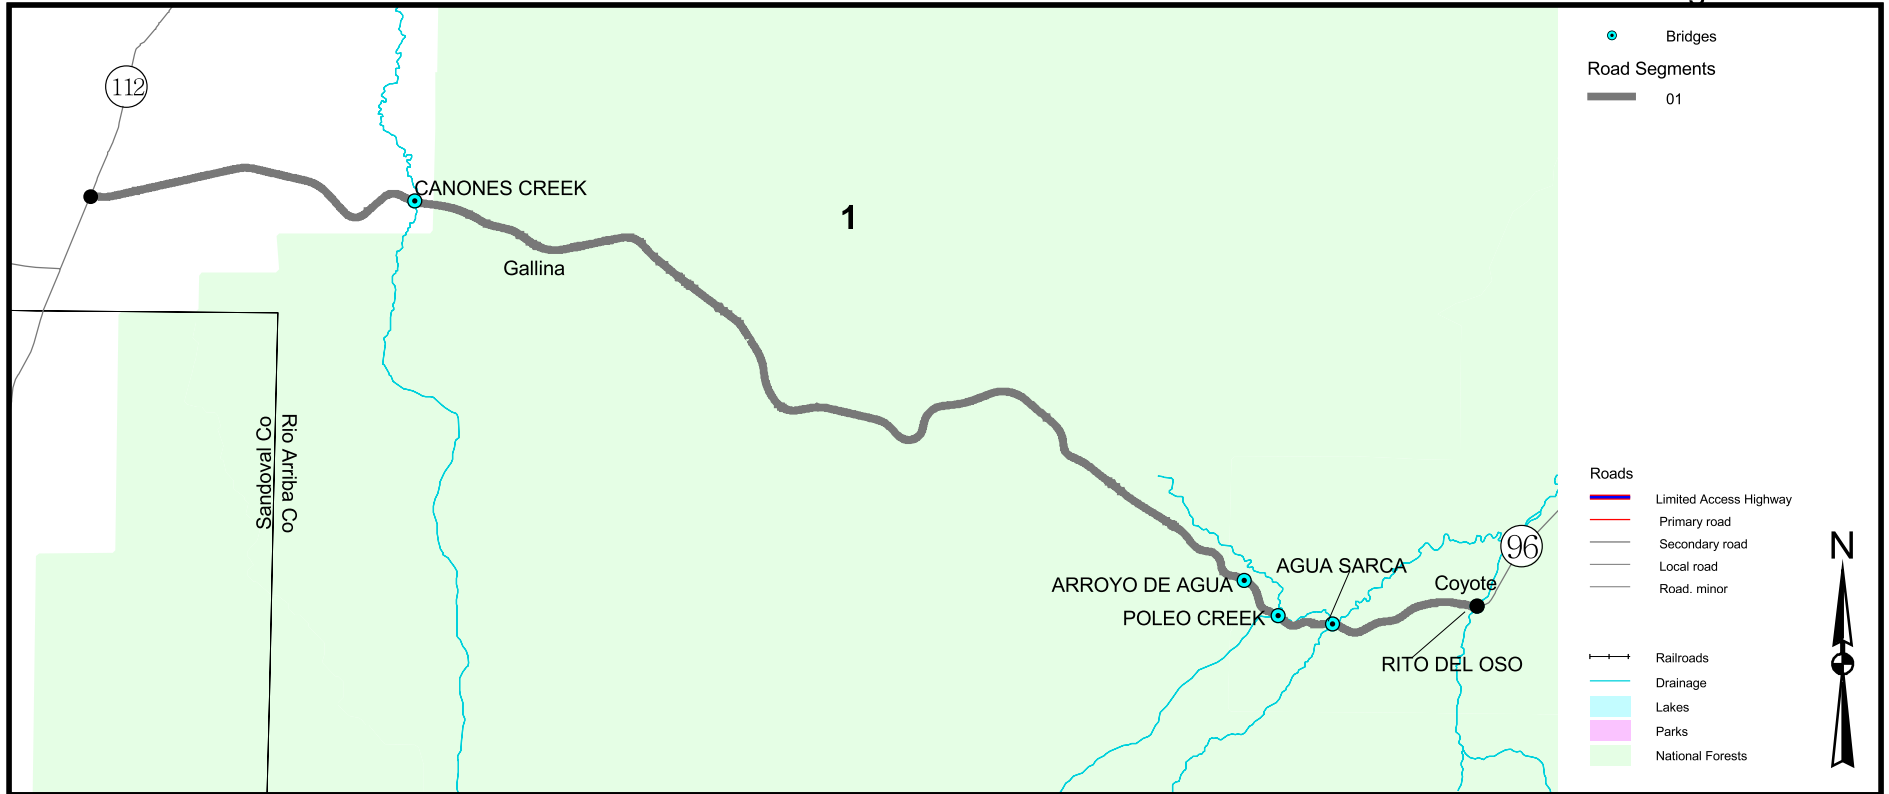 Bridges
Road Segments
01
112
CANONES CREEK
1
Gallina
Rio Arriba Co
Sandoval Co
Roads
Limited Access Highway
Primary road
Secondary road
Local road
Road. minor
N
96
AGUA SARCA
Coyote
ARROYO DE AGUA
POLEO CREEK
RITO DEL OSO
Railroads
Drainage
Lakes
Parks
National Forests